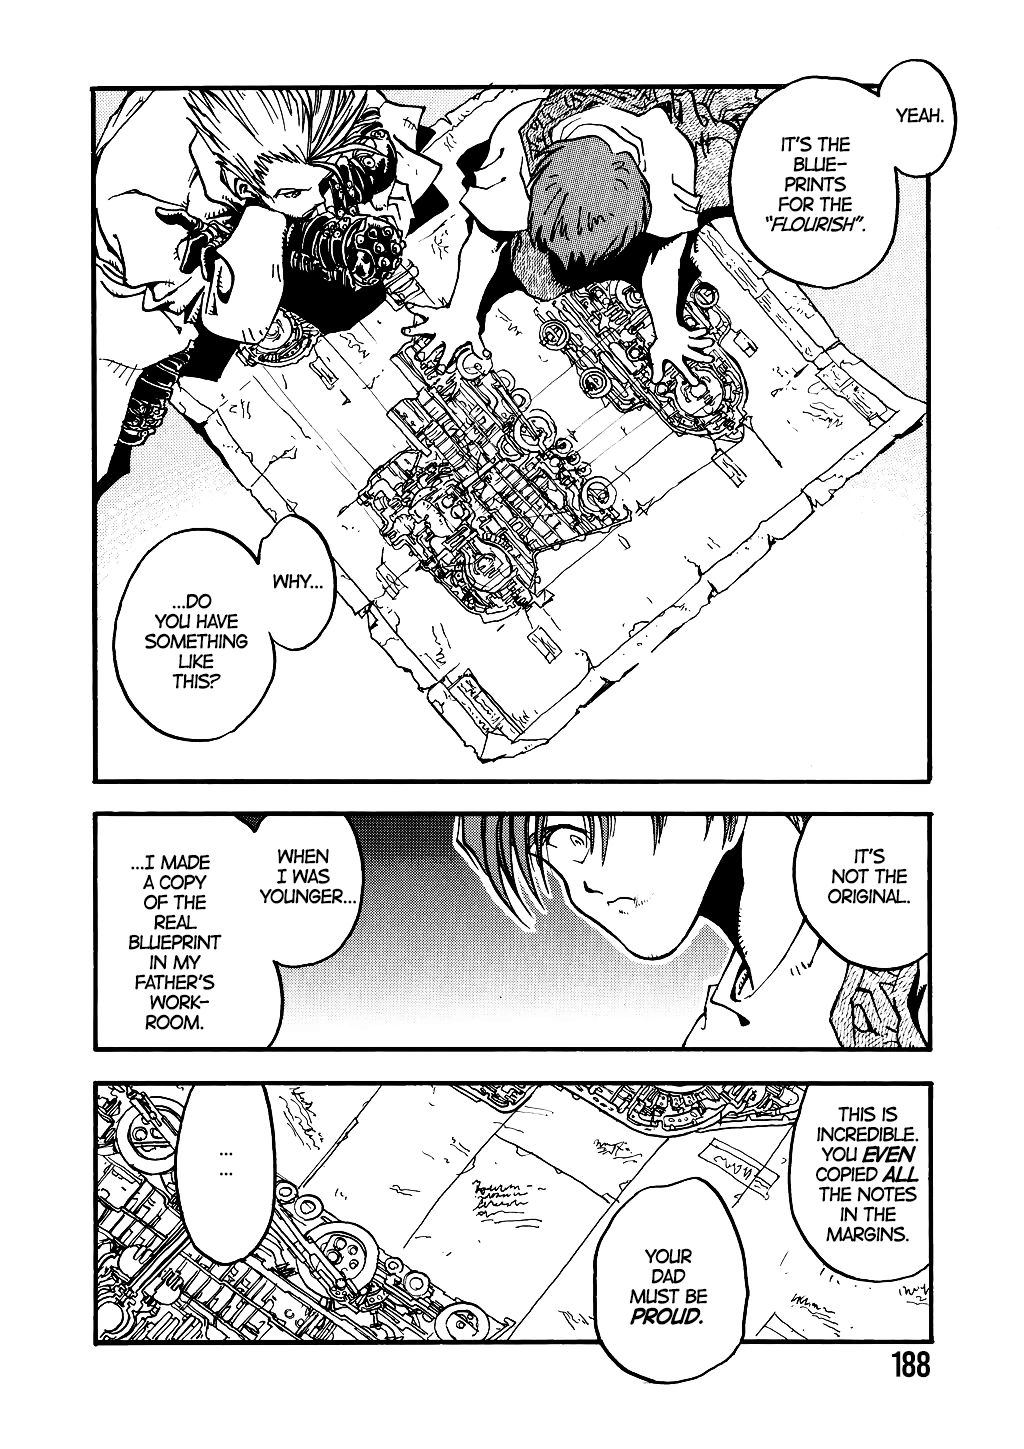 YEAH.
IT'S THE
BLUE-
PRINTS
FOR THE
"FLOURISH".
WHY...
...DO
YOU HAVE
SOMETHING
LIKE
THIS?
IT'S
NOT THE
ORIGINAL.
WHEN
I WAS
YOUNGER...
...I MADE
A COPY
OF THE
REAL
BLUEPRINT
IN MY
FATHER'S
WORK-
ROOM.
THIS IS
INCREDIBLE.
YOU EVEN
COPIED ALL
THE NOTES
IN THE
MARGINS.
YOUR
DAD
MUST BE
PROUD.
...
...
188